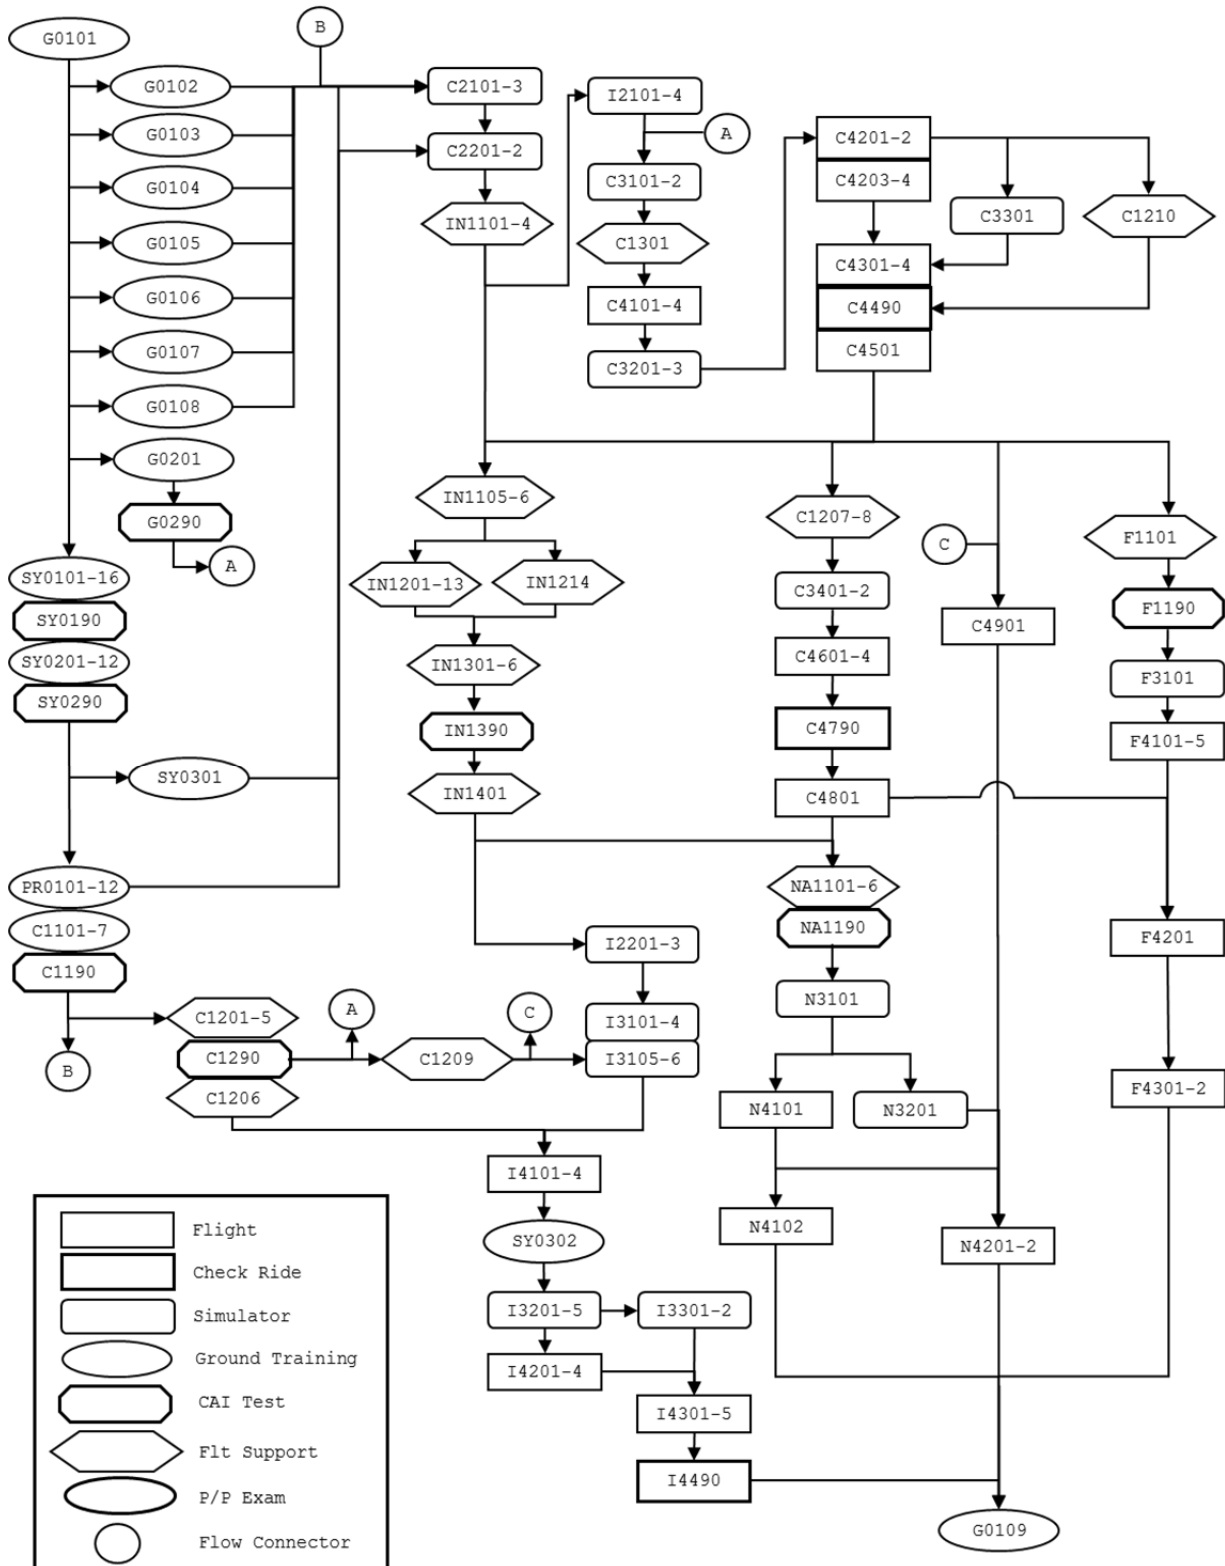 G0101
B
G0102
C2101-3
I2101-4
G0103
A
C4201-2
G0104
C2201-2
C3101-2
C4203-4
IN1101-4
C3301
C1210
G0105
C1301
C4301-4
G0106
C4101-4
C4490
G0107
C3201-3
C4501
G0108
G0201
IN1105-6
C1207-8
G0290
F1101
A
C
SY0101-16
IN1201-13
IN1214
C3401-2
F1190
SY0190
C4901
SY0201-12
IN1301-6
C4601-4
F3101
SY0290
IN1390
C4790
F4101-5
SY0301
IN1401
C4801
PR0101-12
NA1101-6
C1101-7
NA1190
F4201
C1190
I2201-3
N3101
C1201-5
A
C
I3101-4
B
C1290
C1209
I3105-6
C1206
N4101
N3201
F4301-2
I4101-4
Flight
SY0302
N4102
N4201-2
Check Ride
Simulator
I3201-5
I3301-2
Ground Training
I4201-4
CAI Test
I4301-5
Flt Support
I4490
P/P Exam
G0109
Flow Connector